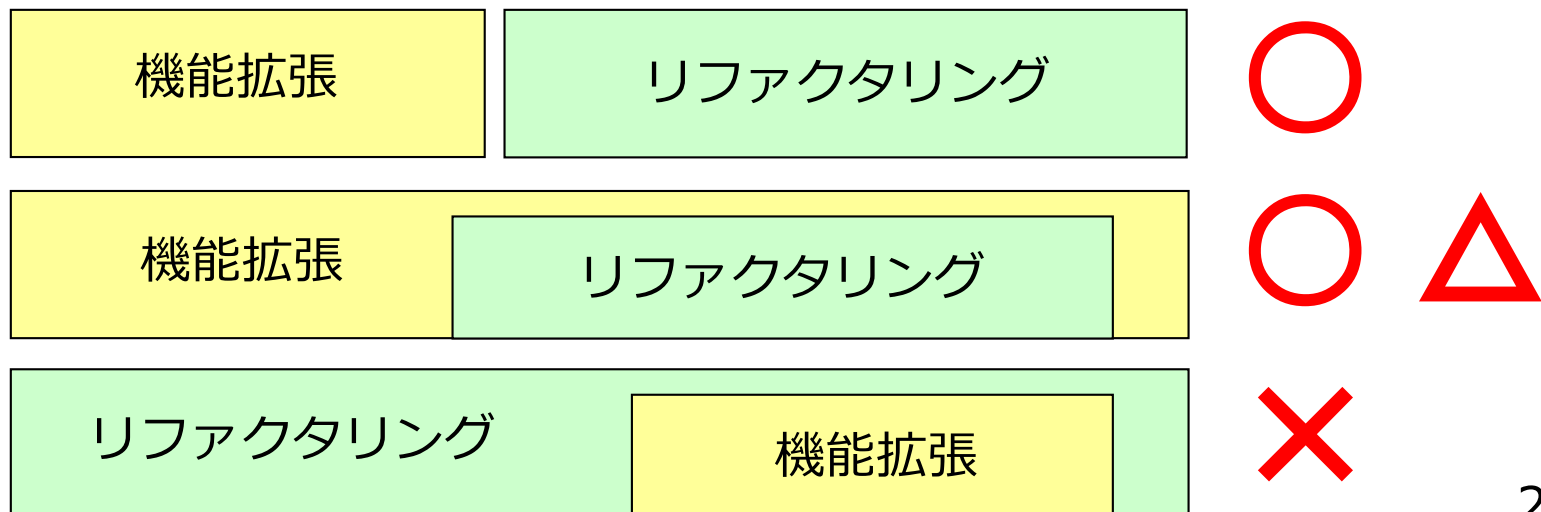 機能拡張 リファクタリング ○
機能拡張 リファクタリング ○ △
リファクタリング 機能拡張 ×
2